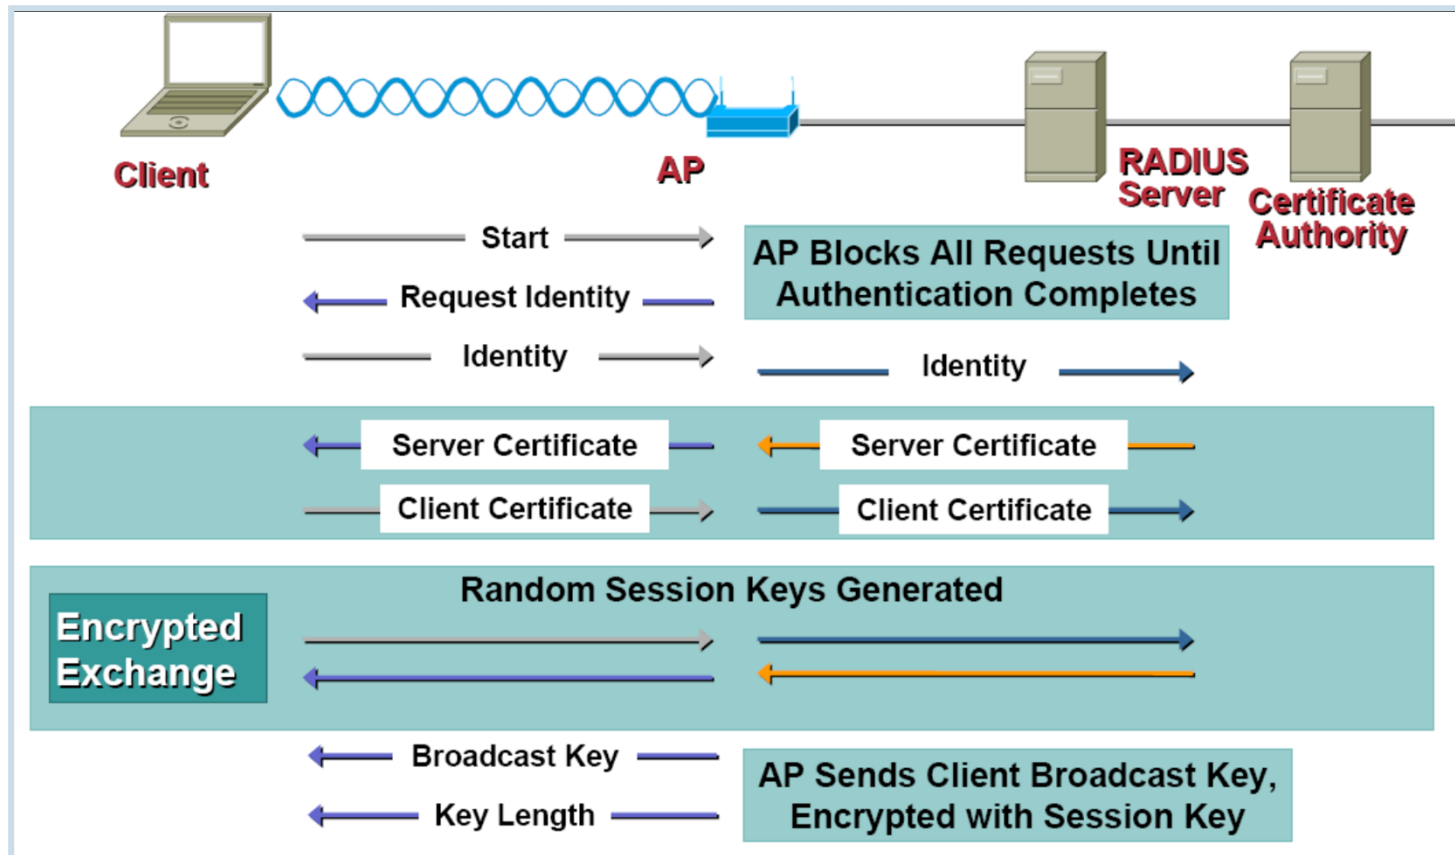 Client
AP
RADIUS
Server
Certificate
Authority
Start
AP Blocks All Requests Until
Authentication Completes
Request Identity
Identity
Identity
Server Certificate
Server Certificate
Client Certificate
Client Certificate
Random Session Keys Generated
Encrypted
Exchange
Broadcast Key
Key Length
AP Sends Client Broadcast Key,
Encrypted with Session Key